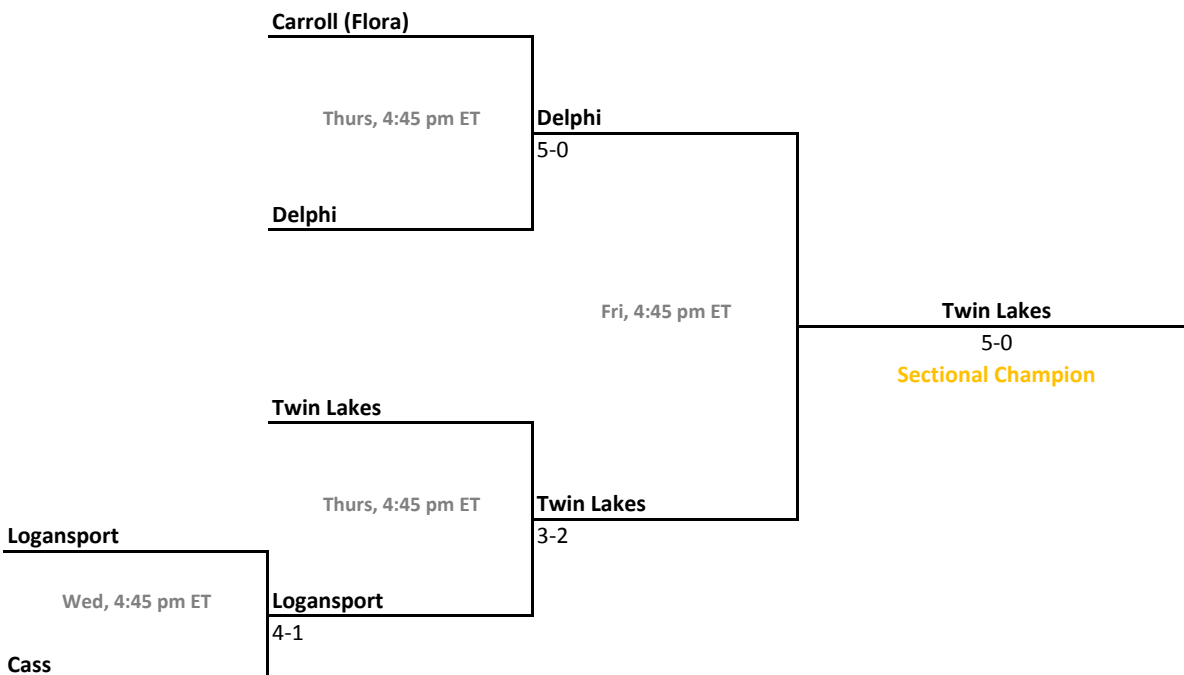 Carroll (Flora)
Thurs, 4:45 pm ET
Delphi
5-0
Delphi
Fri, 4:45 pm ET
Twin Lakes
5-0
Sectional Champion
Twin Lakes
Thurs, 4:45 pm ET
Twin Lakes
3-2
Logansport
Wed, 4:45 pm ET
Logansport
4-1
Cass